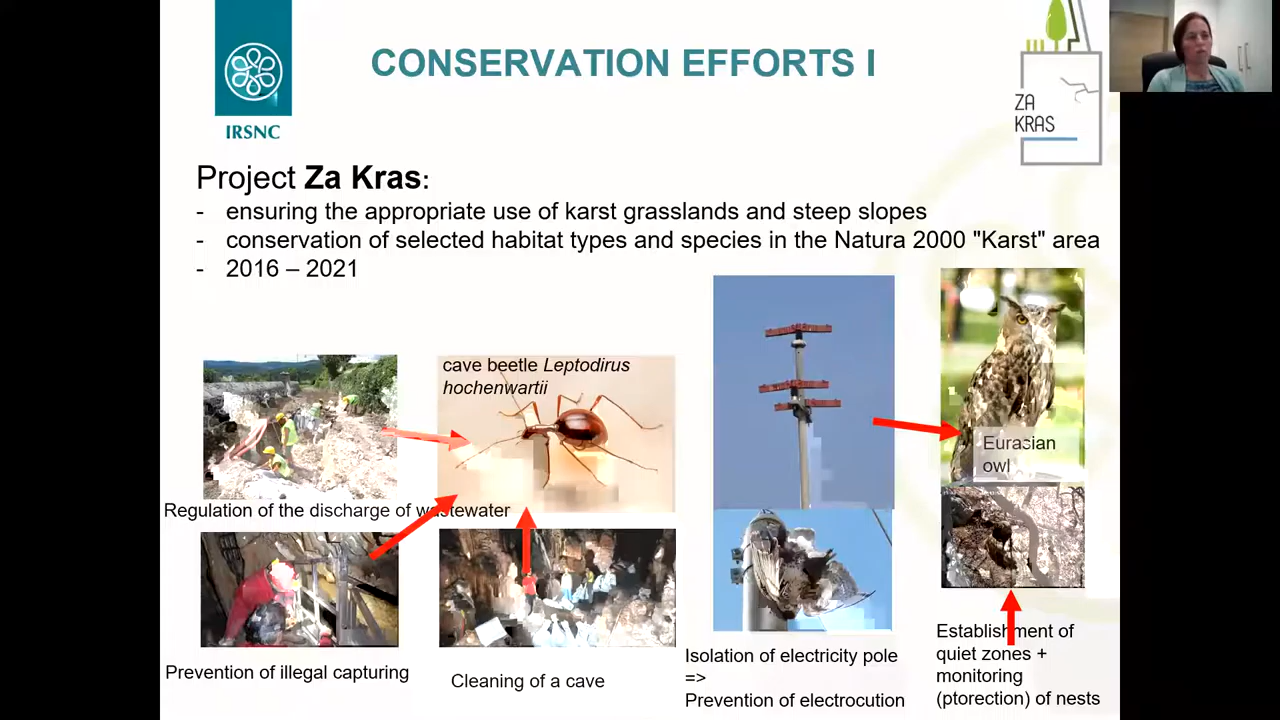 CONSERVATION EFFORTS I
IRSNC
ZA
KRAS
Project Za Kras:
- ensuring the appropriate use of karst grasslands and steep slopes
- conservation of selected habitat types and species in the Natura 2000 "Karst" area
- 2016 – 2021
cave beetle Leptodirus
hochenwartii
Eurasian
owl
Regulation of the discharge of wastewater
Prevention of illegal capturing
Cleaning of a cave
Isolation of electricity pole
=>
Prevention of electrocution
Establishment of
quiet zones +
monitoring
(ptorection) of nests